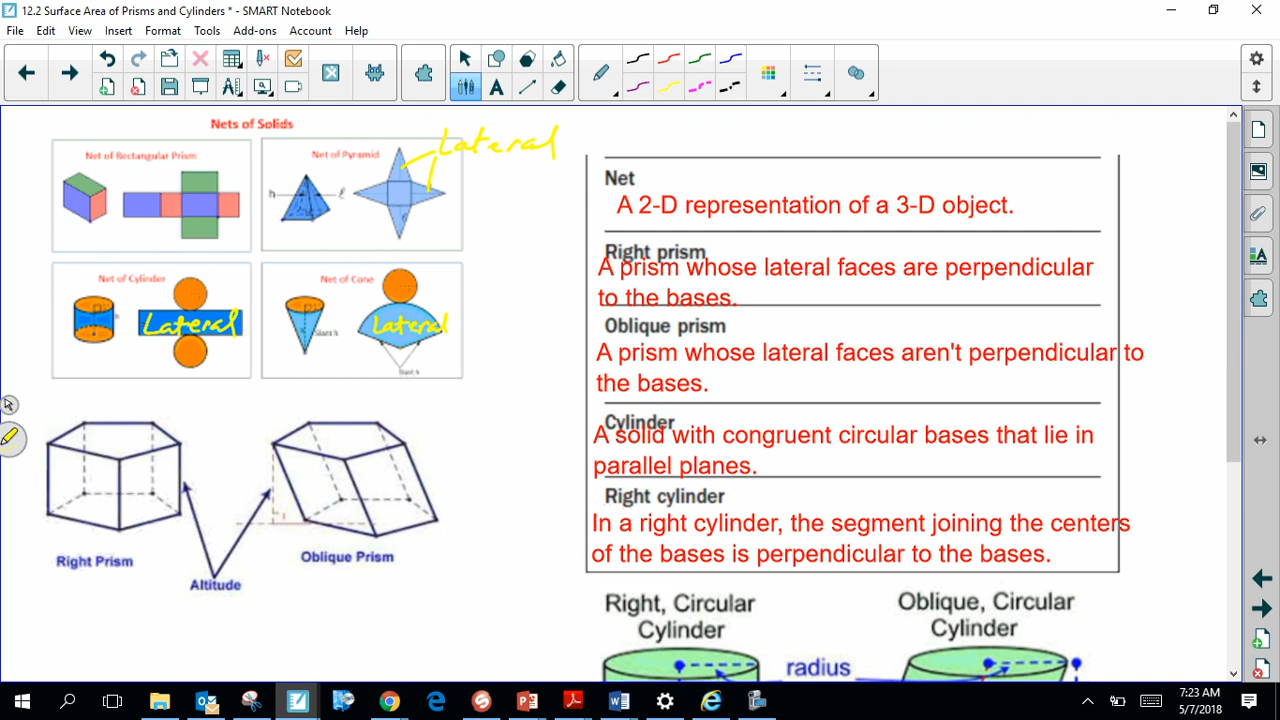 12.2 Surface Area of Prisms and Cylinders * - SMART Notebook
File Edit View Insert Format Tools Add-ons Account Help
Nets of Solids
Net of Rectangular Prism
Net of Pyramid
Lateral
h
ℓ
Net of Cylinder
Lateral
Net of Cone
Lateral
Slant h
Slant h
Net
A 2-D representation of a 3-D object.
Right prism
A prism whose lateral faces are perpendicular
to the bases.
Oblique prism
A prism whose lateral faces aren't perpendicular to
the bases.
Cylinder
A solid with congruent circular bases that lie in
parallel planes.
Right cylinder
In a right cylinder, the segment joining the centers
of the bases is perpendicular to the bases.
Right Prism
Oblique Prism
Altitude
Right, Circular
Cylinder
Oblique, Circular
Cylinder
radius
7:23 AM
5/7/2018